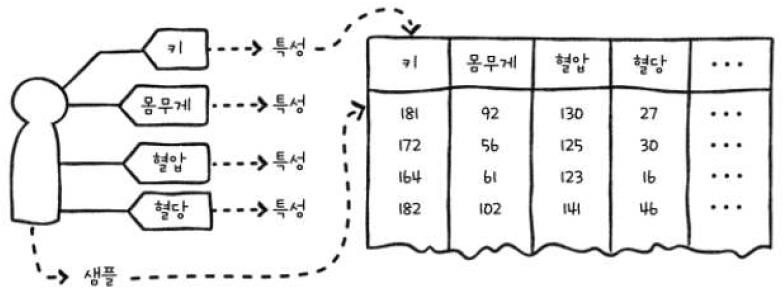 키 특성
몸무게 특성
혈압 특성
혈당 특성
샘플
키 몸무게 혈압 혈당 ...
181 92 130 27 ...
172 56 125 30 ...
164 61 123 16 ...
182 102 141 46 ...